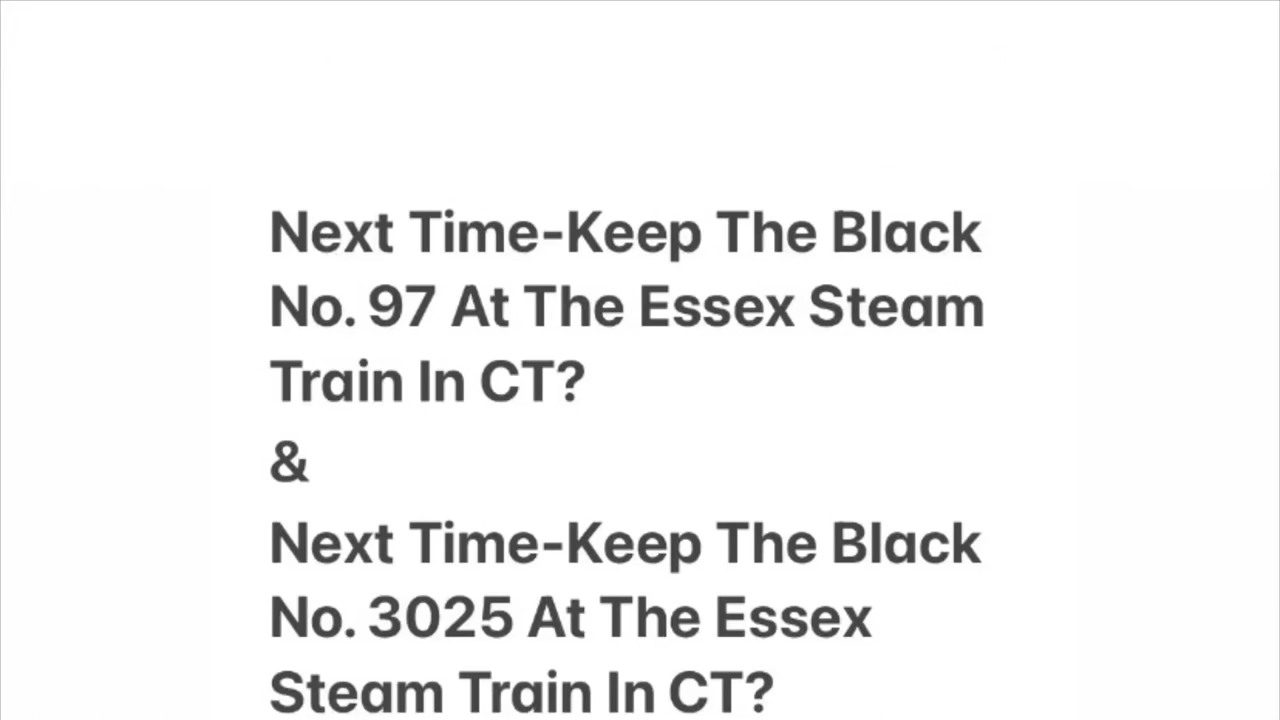 Next Time-Keep The Black
No. 97 At The Essex Steam
Train In CT?
&
Next Time-Keep The Black
No. 3025 At The Essex
Steam Train In CT?